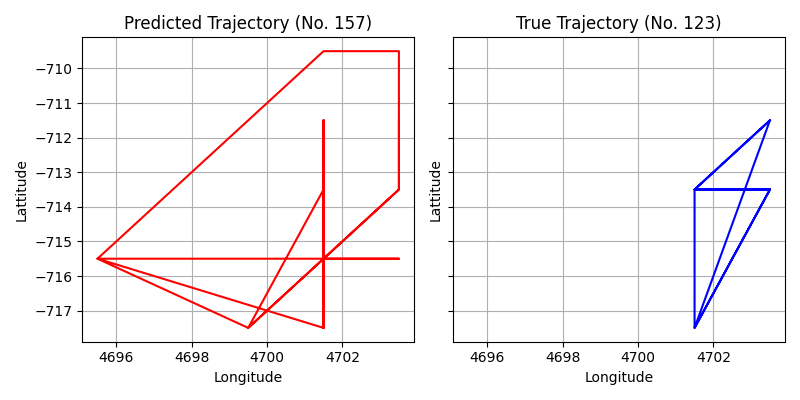 Predicted Trajectory (No. 157)
True Trajectory (No. 123)
Lattitude
−710
−711
−712
−713
−714
−715
−716
−717
4696
4698
4700
4702
Longitude
Lattitude
4696
4698
4700
4702
Longitude